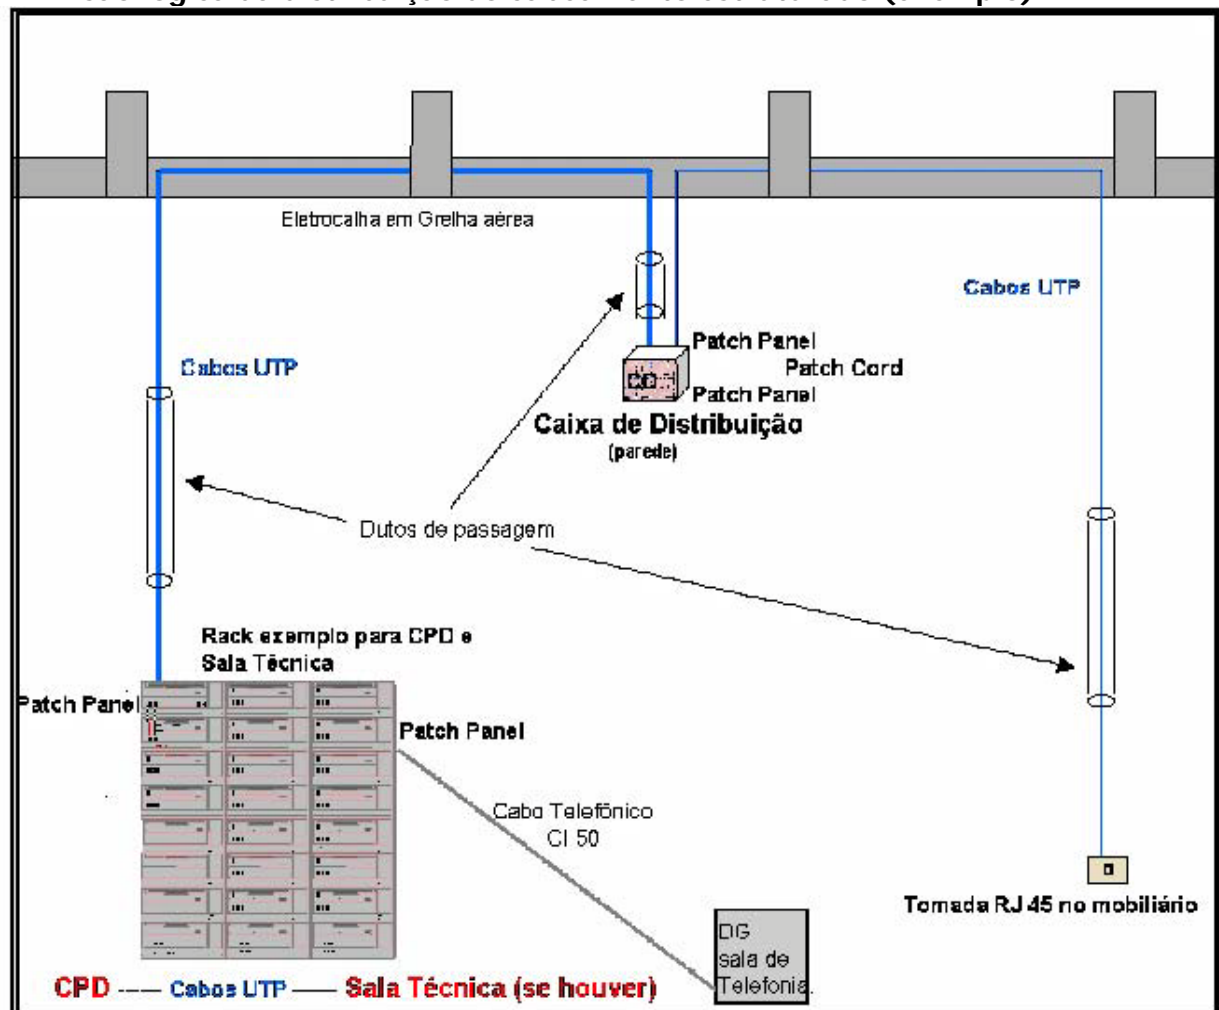 (exemplo)
Eletrocalha em Grelha aérea
Cabos UTP
Patch Panel
Cabos UTP
Patch Cord
CD
Patch Panel
Caixa de Distribuição
(parede)
Dutos de passagem
Rack exemplo para CPD e
Sala Técnica
Patch Panel
Patch Panel
Cabo Telefônico
CI 50
Tomada RJ 45 no mobiliário
DG
sala de
Telefonia.
CPD ---- Cabos UTP —— Sala Técnica (se houver)